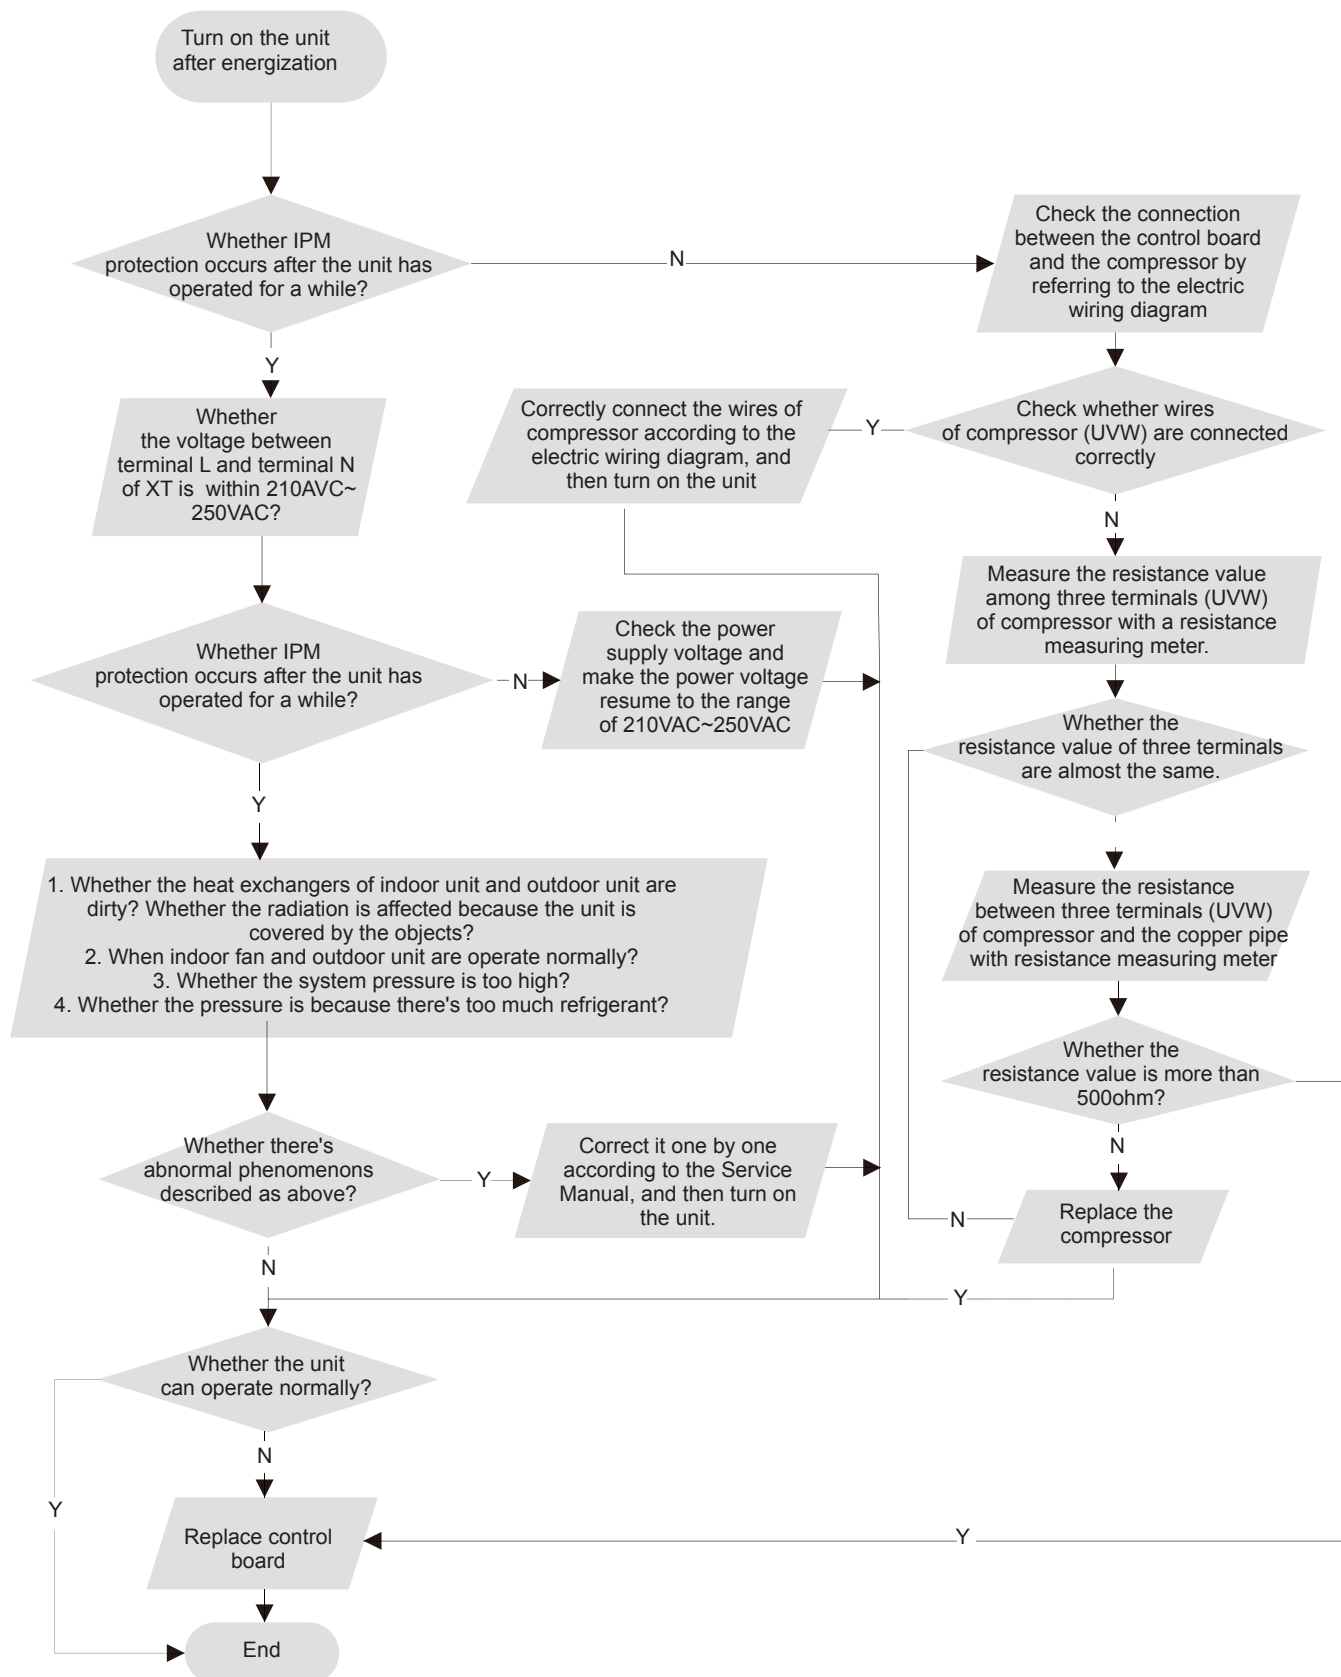 Turn on the unit
after energization
Whether IPM
protection occurs after the unit has
operated for a while?
N
Check the connection
between the control board
and the compressor by
referring to the electric
wiring diagram
Y
Whether
the voltage between
terminal L and terminal N
of XT is within 210AVC~
250VAC?
Correctly connect the wires of
compressor according to the
electric wiring diagram, and
then turn on the unit
Y
Check whether wires
of compressor (UVW) are connected
correctly
N
Measure the resistance value
among three terminals (UVW)
of compressor with a resistance
measuring meter.
Whether IPM
protection occurs after the unit has
operated for a while?
N
Check the power
supply voltage and
make the power voltage
resume to the range
of 210VAC~250VAC
Whether the
resistance value of three terminals
are almost the same.
Y
1. Whether the heat exchangers of indoor unit and outdoor unit are
dirty? Whether the radiation is affected because the unit is
covered by the objects?
2. When indoor fan and outdoor unit are operate normally?
3. Whether the system pressure is too high?
4. Whether the pressure is because there's too much refrigerant?
Measure the resistance
between three terminals (UVW)
of compressor and the copper pipe
with resistance measuring meter
Whether the
resistance value is more than
500ohm?
N
Whether there's
abnormal phenomenons
described as above?
Y
Correct it one by one
according to the Service
Manual, and then turn on
the unit.
N
Replace the
compressor
N
Y
Whether the unit
can operate normally?
N
Y
Replace control
board
Y
End